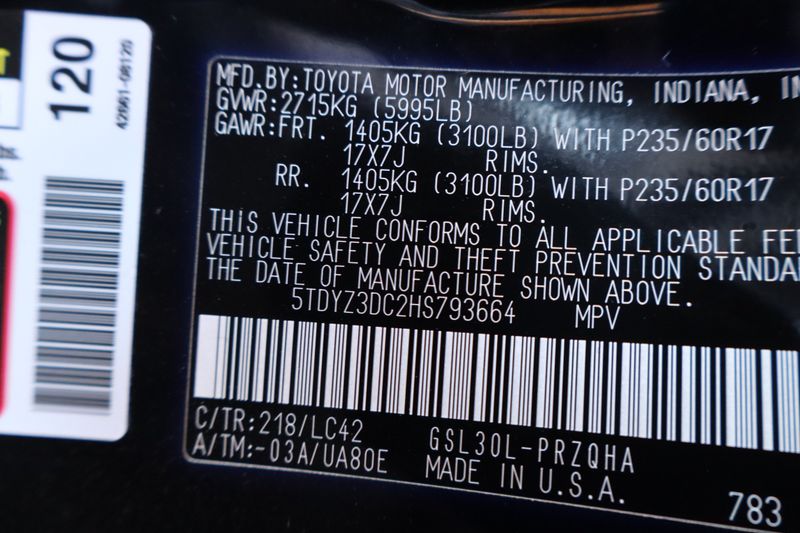 120
42661-08120
MFD.BY:TOYOTA MOTOR MANUFACTURING, INDIANA,
GVWR:2715KG (5995LB)
GAWR:FRT. 1405KG (3100LB) WITH P235/60R17
17X7J RIMS.
RR. 1405KG (3100LB) WITH P235/60R17
17X7J RIMS.
THIS VEHICLE CONFORMS TO ALL APPLICABLE
VEHICLE SAFETY AND THEFT PREVENTION
THE DATE OF MANUFACTURE SHOWN ABOVE.
5TDYZ3DC2HS793664 MPV
C/TR:218/LC42 GSL30L-PRZQHA
A/TM:-03A/UA80E MADE IN U.S.A.
783